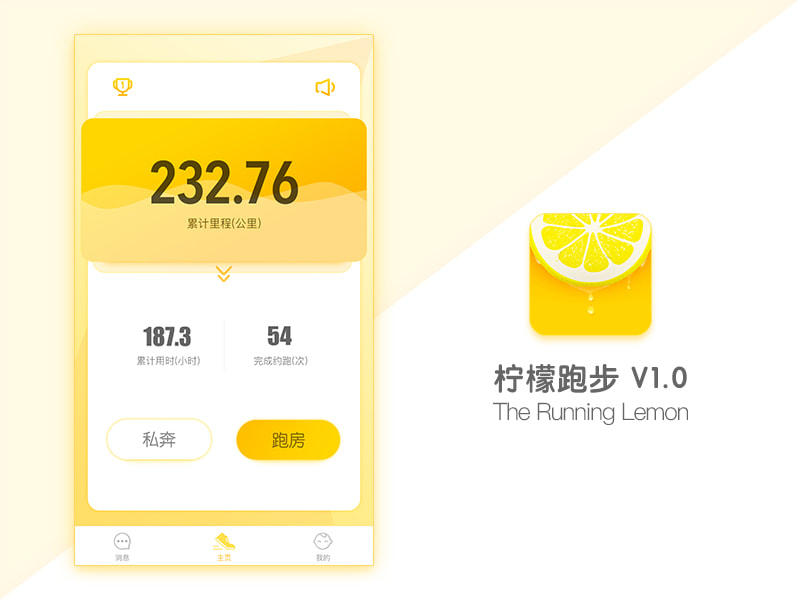 232.76
累计里程(公里)
187.3
54
累计用时(小时)
完成约跑(次)
私奔
跑房
消息
主页
我的
柠檬跑步 V1.0
The Running Lemon